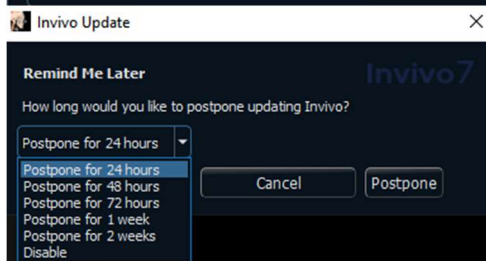 Invivo Update
Remind Me Later
Invivo7
How long would you like to postpone updating Invivo?
Postpone for 24 hours
Postpone for 24 hours
Postpone for 48 hours
Postpone for 72 hours
Postpone for 1 week
Postpone for 2 weeks
Disable
Cancel
Postpone